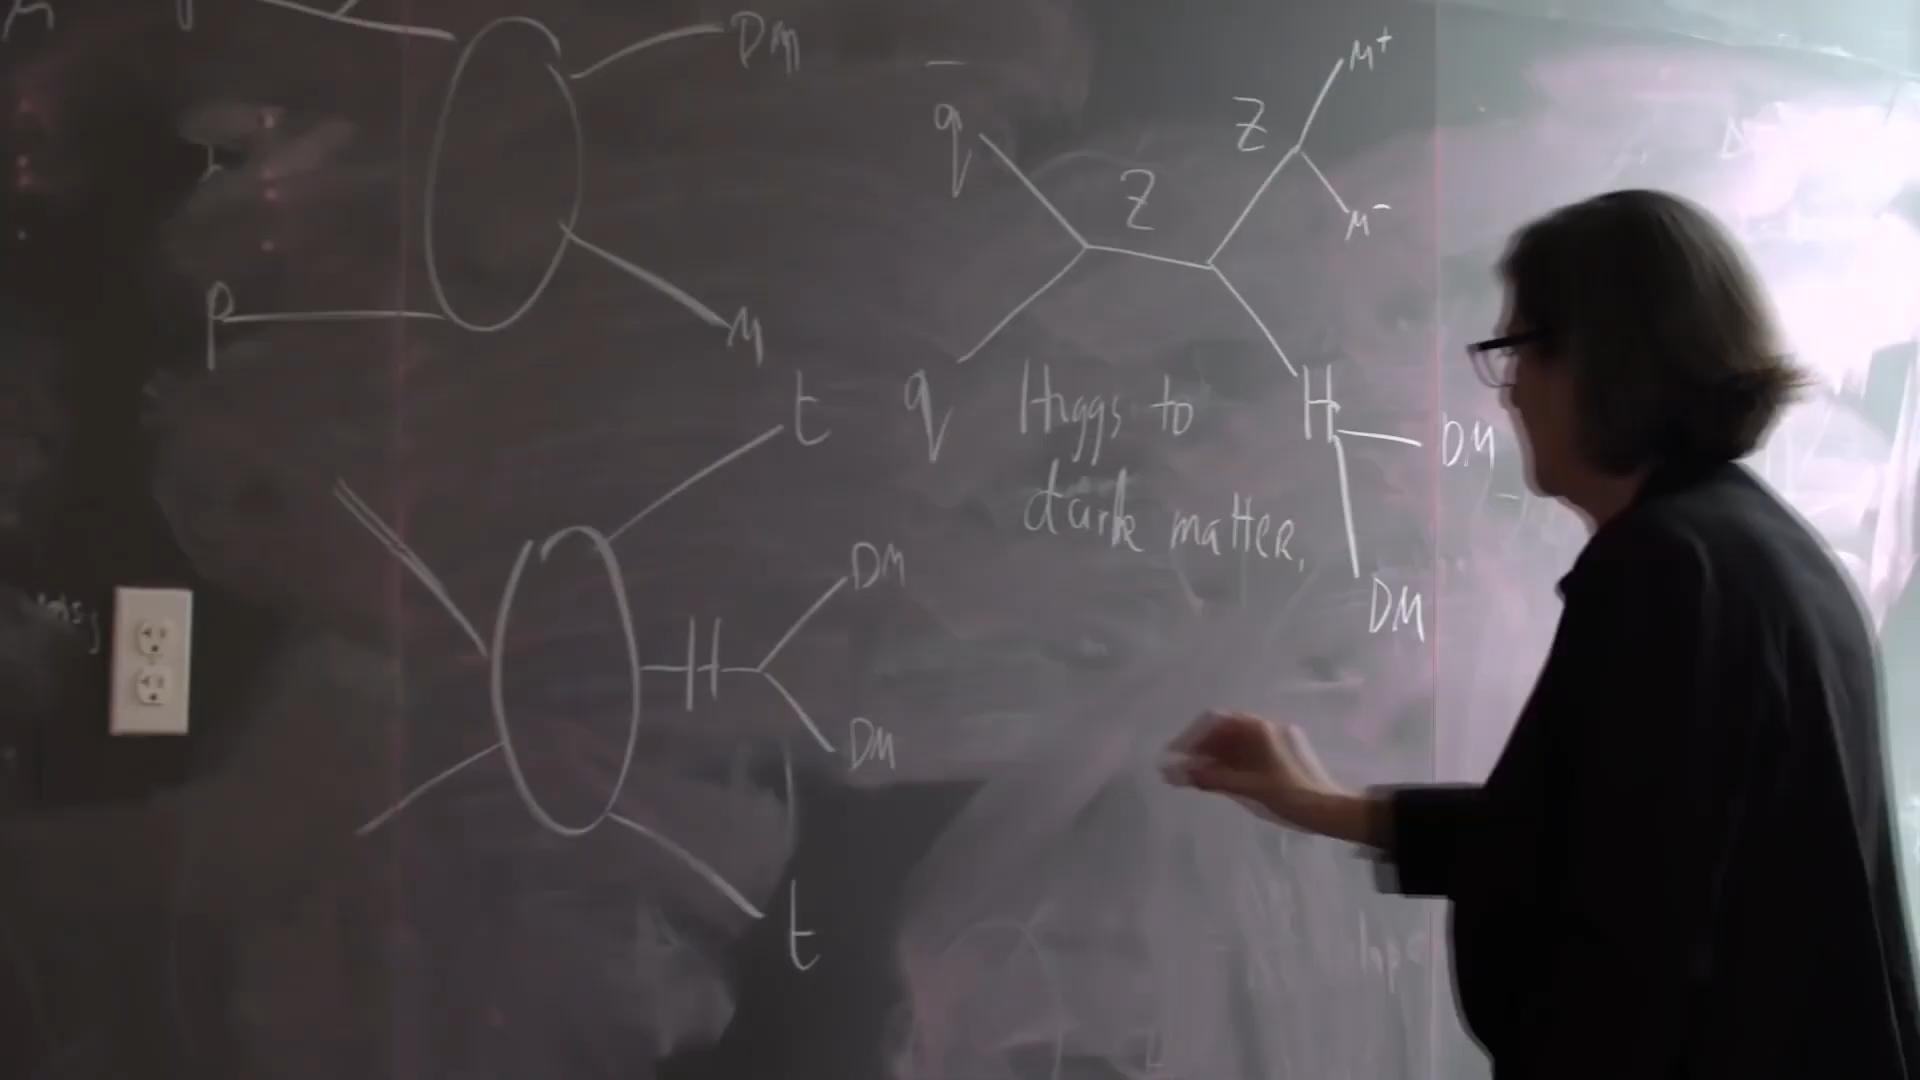 DM
P
M
t
DM
H
DM
t
q
Z
Z
μ+
μ-
q
Higgs to
dark matter.
H
DM
DM